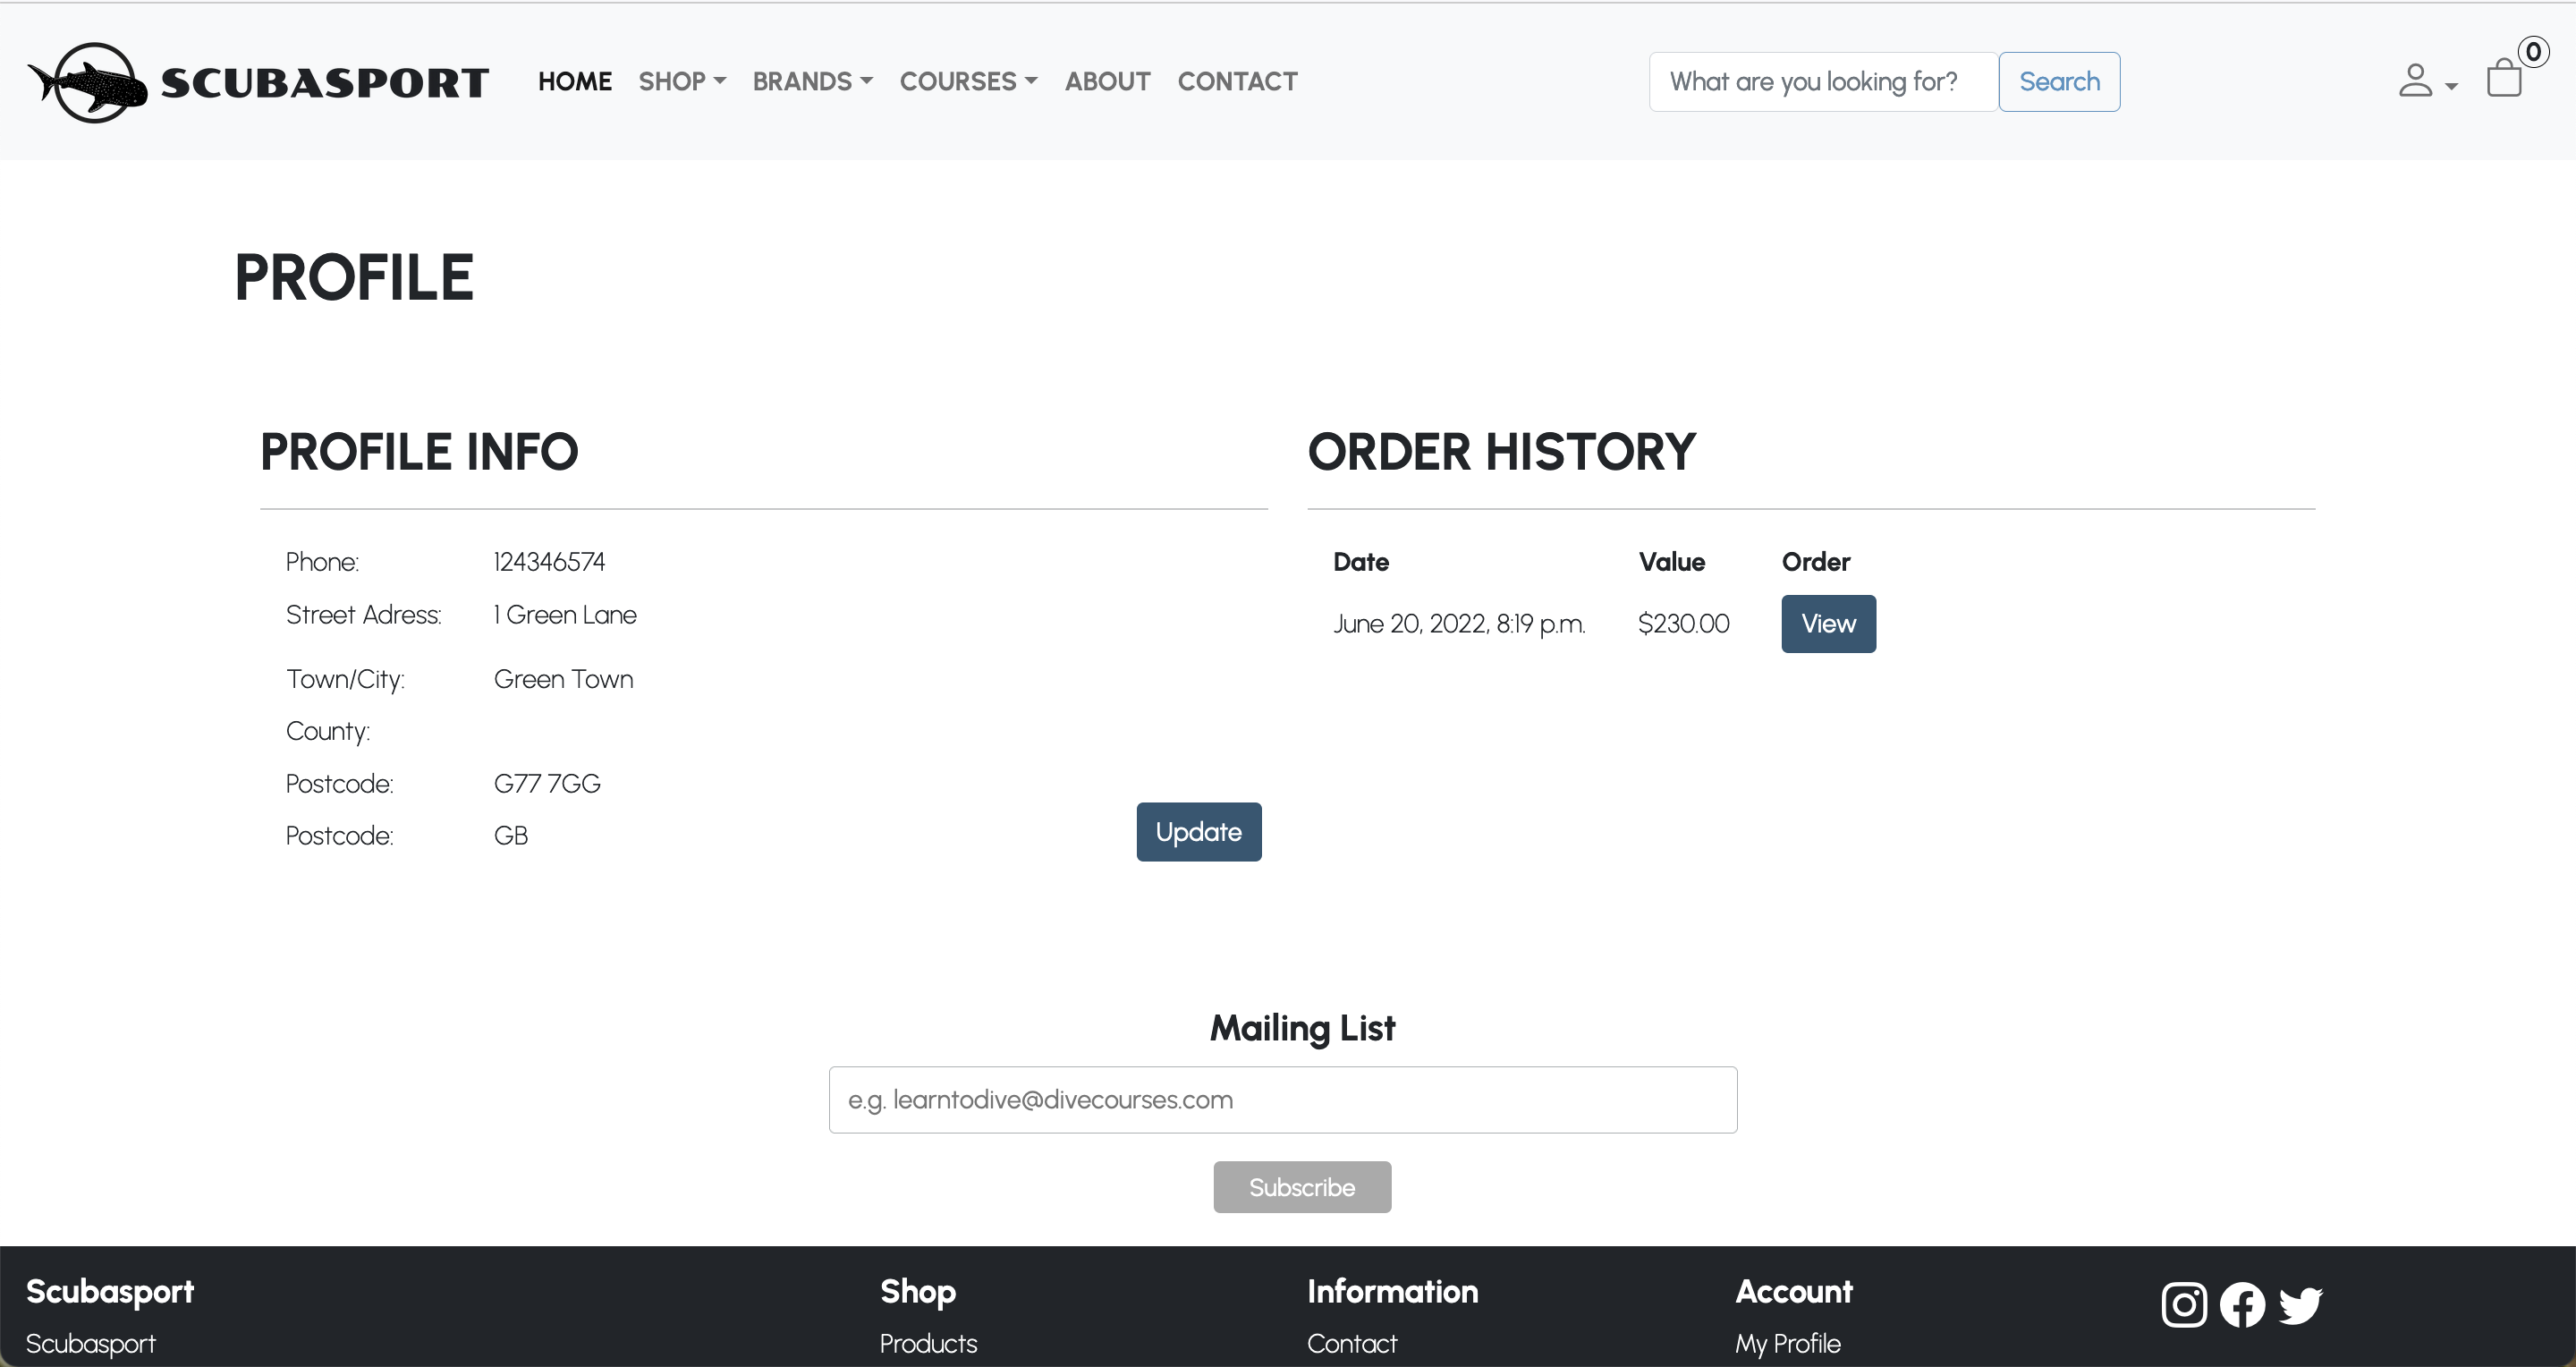 SCUBASPORT HOME SHOP BRANDS COURSES ABOUT CONTACT What are you looking for? Search 0
PROFILE
PROFILE INFO
Phone: 124346574
Street Adress: 1 Green Lane
Town/City: Green Town
County:
Postcode: G77 7GG
Postcode: GB
Update
ORDER HISTORY
Date Value Order
June 20, 2022, 8:19 p.m. $230.00 View
Mailing List
e.g. learntodive@divecourses.com
Subscribe
Scubasport Shop Information Account
Scubasport Products Contact My Profile